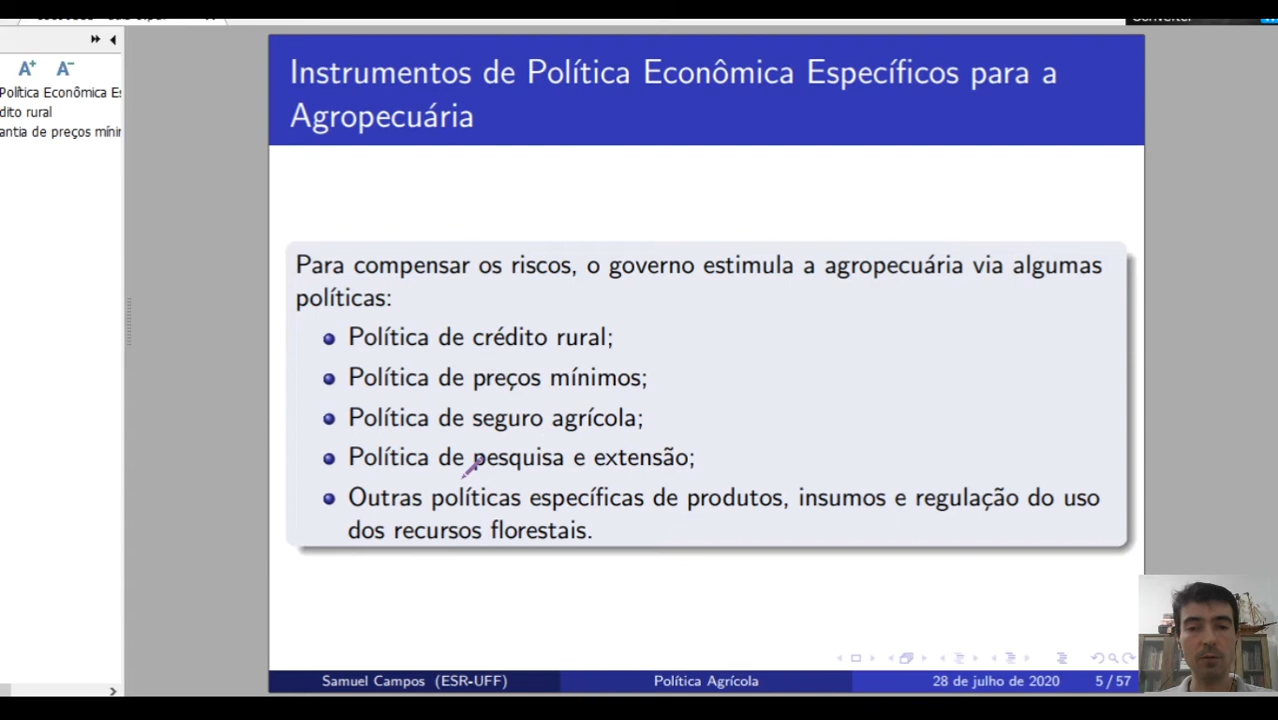 Converter
A+ A-
Política Econômica Es
dito rural
antia de preços mínir
Instrumentos de Política Econômica Específicos para a
Agropecuária
Para compensar os riscos, o governo estimula a agropecuária via algumas
políticas:
Política de crédito rural;
Política de preços mínimos;
Política de seguro agrícola;
Política de pesquisa e extensão;
Outras políticas específicas de produtos, insumos e regulação do uso
dos recursos florestais.
Samuel Campos (ESR-UFF) Política Agrícola 28 de julho de 2020 5 / 57